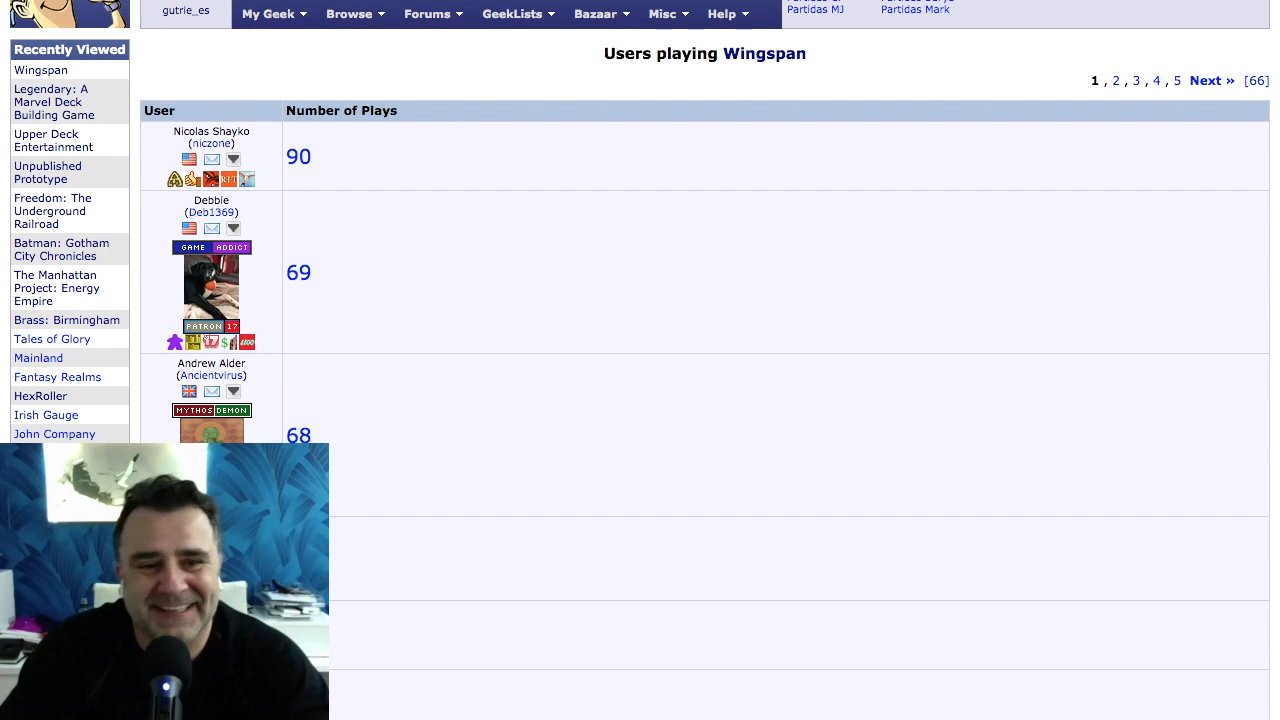 gutrie_es
My Geek
Browse
Forums
GeekLists
Bazaar
Misc
Help
Partidas MJ
Partidas Mark
Recently Viewed
Wingspan
Legendary: A
Marvel Deck
Building Game
Upper Deck
Entertainment
Unpublished
Prototype
Freedom: The
Underground
Railroad
Batman: Gotham
City Chronicles
The Manhattan
Project: Energy
Empire
Brass: Birmingham
Tales of Glory
Mainland
Fantasy Realms
HexRoller
Irish Gauge
John Company
Users playing Wingspan
1 , 2 , 3 , 4 , 5 Next » [66]
User Number of Plays
Nicolas Shayko
(niczone)
90
RIT
Debbie
(Deb1369)
GAME ADDICT
69
PATRON 17
17
LEGO
Andrew Alder
(Ancientvirus)
MYTHOS DEMON
68